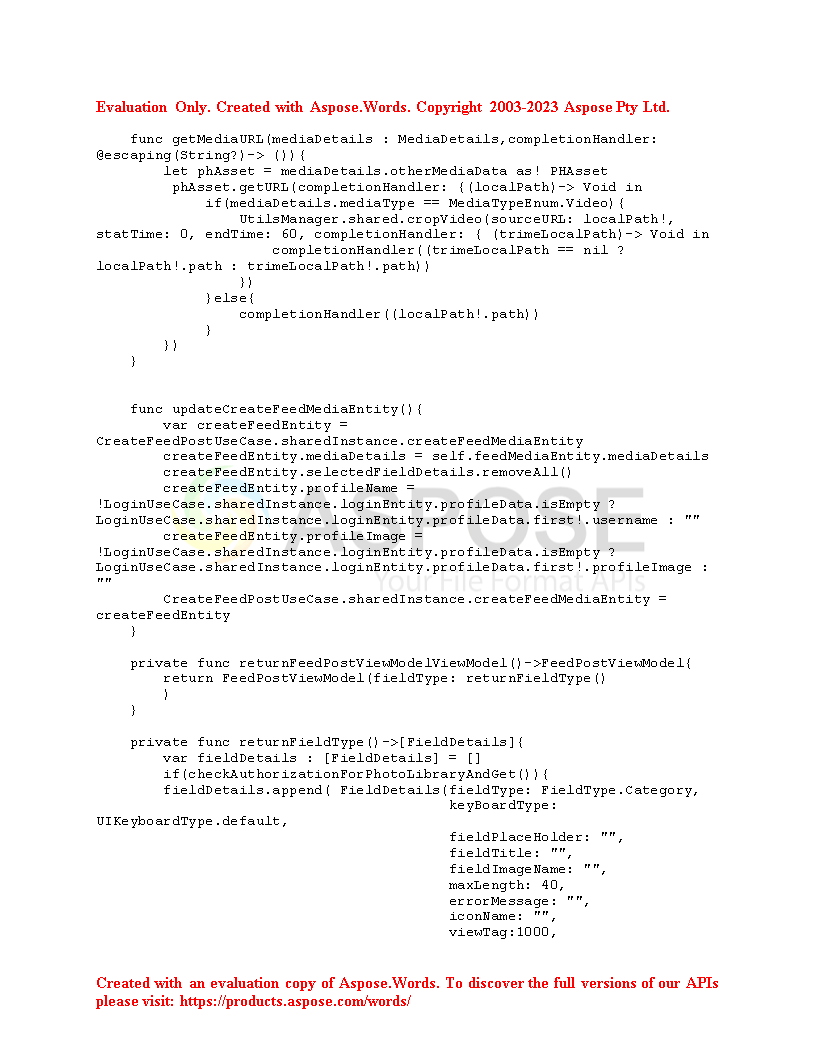 Evaluation Only. Created with Aspose.Words. Copyright 2003-2023 Aspose Pty Ltd.
func getMediaURL(mediaDetails : MediaDetails,completionHandler:
@escaping(String?)-> ()){
let phAsset = mediaDetails.otherMediaData as! PHAsset
phAsset.getURL(completionHandler: {(localPath)-> Void in
if(mediaDetails.mediaType == MediaTypeEnum.Video){
UtilsManager.shared.cropVideo(sourceURL: localPath!,
statTime: 0, endTime: 60, completionHandler: { (trimeLocalPath)-> Void in
completionHandler((trimeLocalPath == nil ?
localPath!.path : trimeLocalPath!.path))
})
}else{
completionHandler((localPath!.path))
}
})
}
func updateCreateFeedMediaEntity(){
var createFeedEntity =
CreateFeedPostUseCase.sharedInstance.createFeedMediaEntity
createFeedEntity.mediaDetails = self.feedMediaEntity.mediaDetails
createFeedEntity.selectedFieldDetails.removeAll()
createFeedEntity.profileName =
!LoginUseCase.sharedInstance.loginEntity.profileData.isEmpty ?
LoginUseCase.sharedInstance.loginEntity.profileData.first!.username : ""
createFeedEntity.profileImage =
!LoginUseCase.sharedInstance.loginEntity.profileData.isEmpty ?
LoginUseCase.sharedInstance.loginEntity.profileData.first!.profileImage :
""
CreateFeedPostUseCase.sharedInstance.createFeedMediaEntity =
createFeedEntity
}
private func returnFeedPostViewModelViewModel()->FeedPostViewModel{
return FeedPostViewModel(fieldType: returnFieldType()
)
}
private func returnFieldType()->[FieldDetails]{
var fieldDetails : [FieldDetails] = []
if(checkAuthorizationForPhotoLibraryAndGet()){
fieldDetails.append( FieldDetails(fieldType: FieldType.Category,
keyBoardType:
UIKeyboardType.default,
fieldPlaceHolder: "",
fieldTitle: "",
fieldImageName: "",
maxLength: 40,
errorMessage: "",
iconName: "",
viewTag:1000,
ASPOSE
Your File Format APIs
Created with an evaluation copy of Aspose.Words. To discover the full versions of our APIs
please visit: https://products.aspose.com/words/